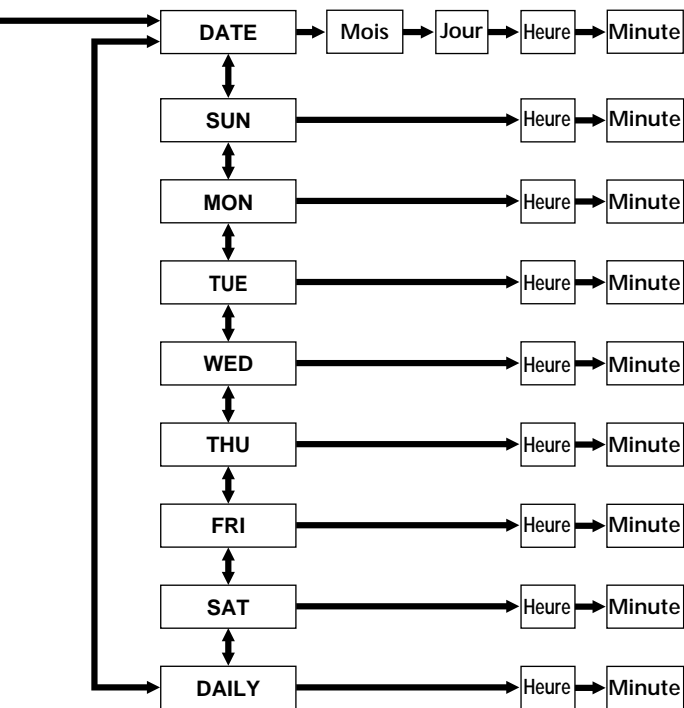 DATE Mois Jour Heure Minute
SUN Heure Minute
MON Heure Minute
TUE Heure Minute
WED Heure Minute
THU Heure Minute
FRI Heure Minute
SAT Heure Minute
DAILY Heure Minute